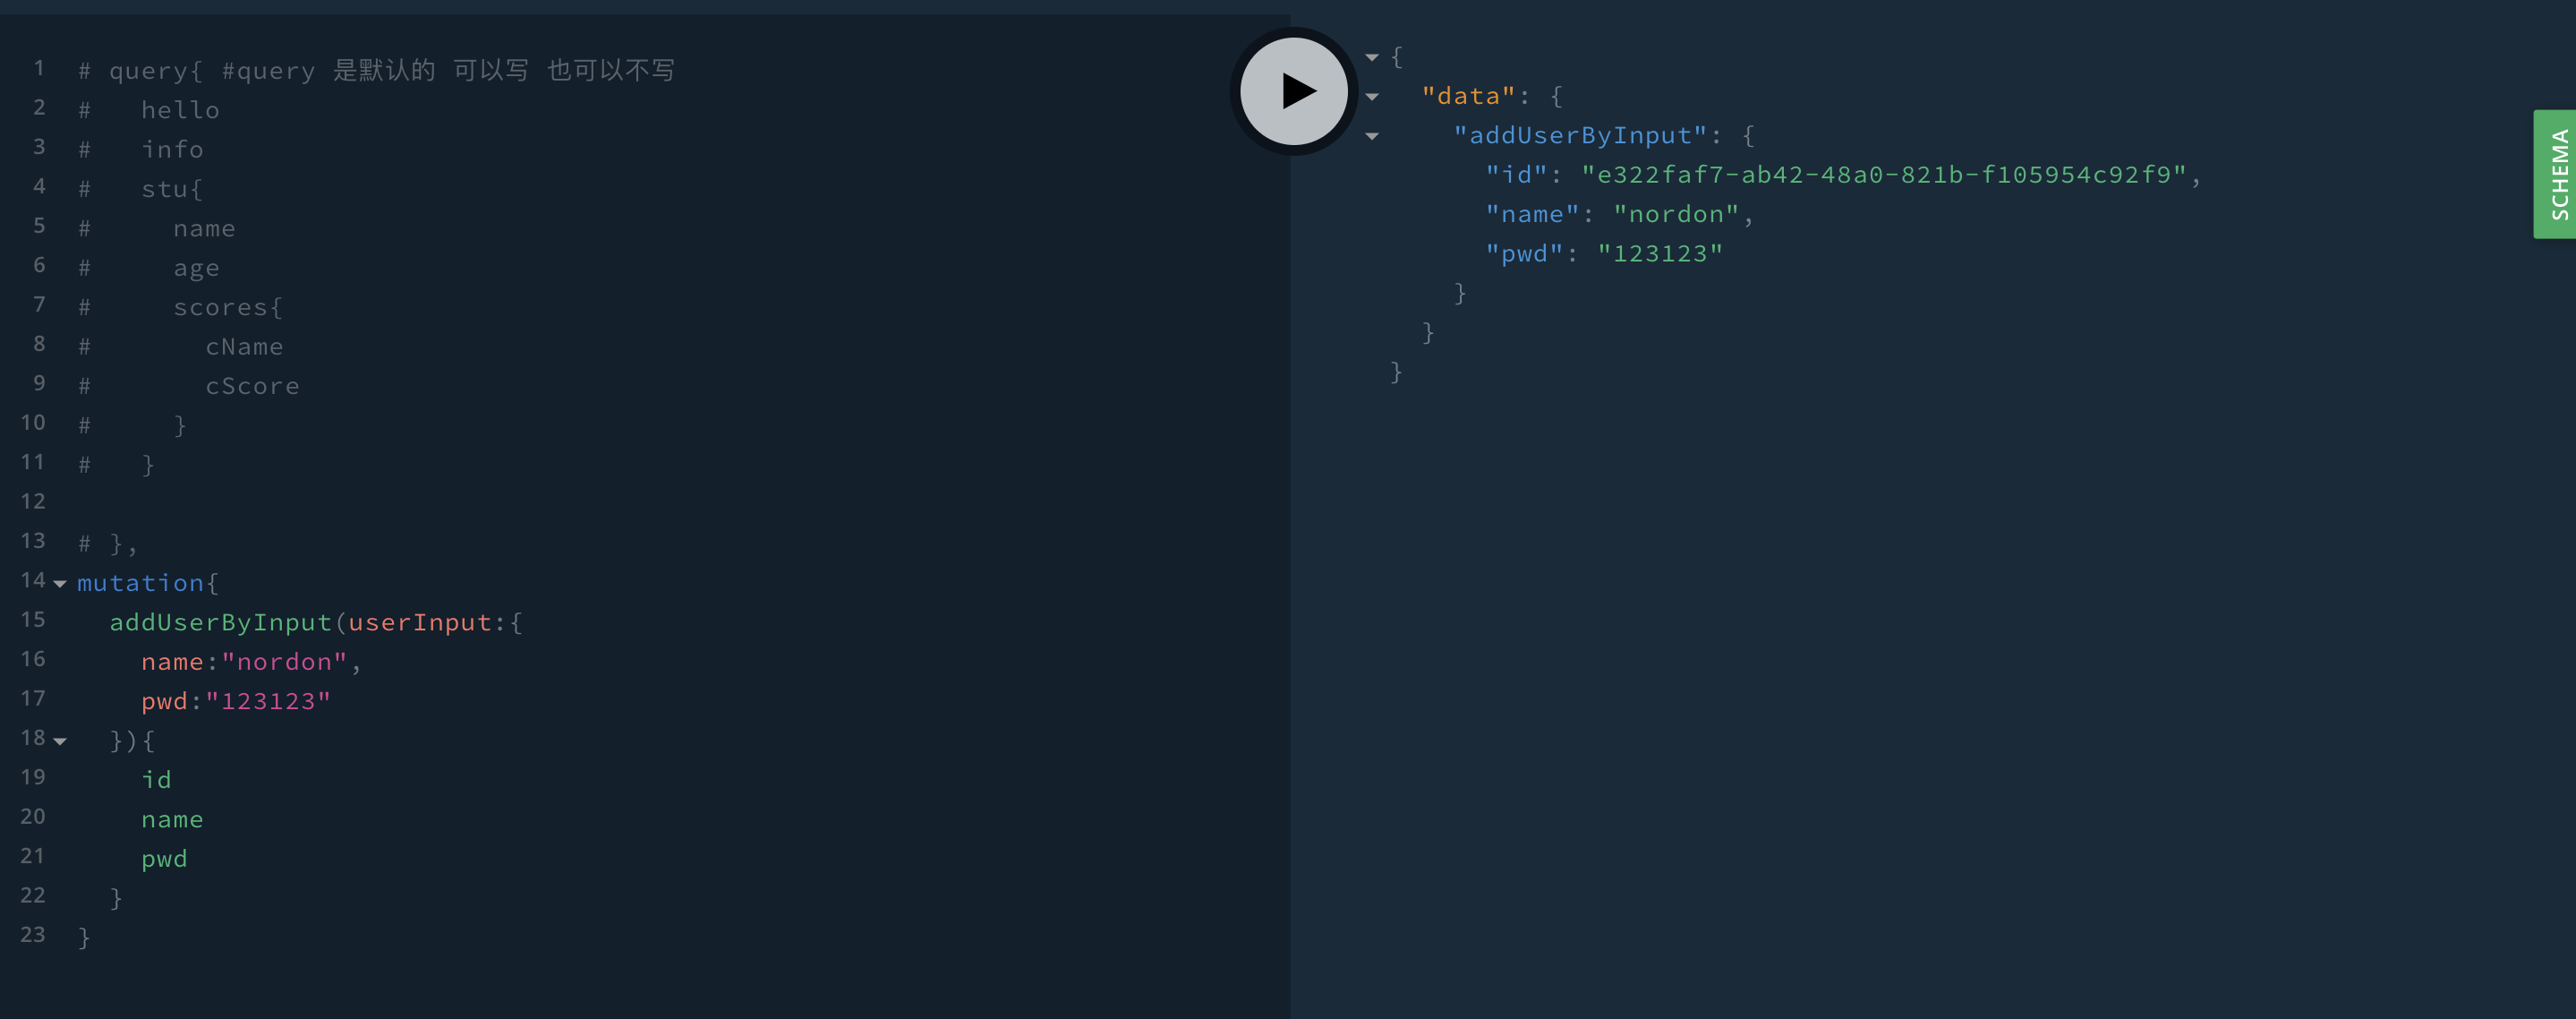 1 # query{ #query 是默认的 可以写 也可以不写
2 #   hello
3 #   info
4 #   stu{
5 #     name
6 #     age
7 #     scores{
8 #       cName
9 #       cScore
10 #     }
11 #   }
12
13 # },
14 mutation{
15   addUserByInput(userInput:{
16     name:"nordon",
17     pwd:"123123"
18   }){
19     id
20     name
21     pwd
22   }
23 }
{
  "data": {
    "addUserByInput": {
      "id": "e322faf7-ab42-48a0-821b-f105954c92f9",
      "name": "nordon",
      "pwd": "123123"
    }
  }
}
SCHEMA